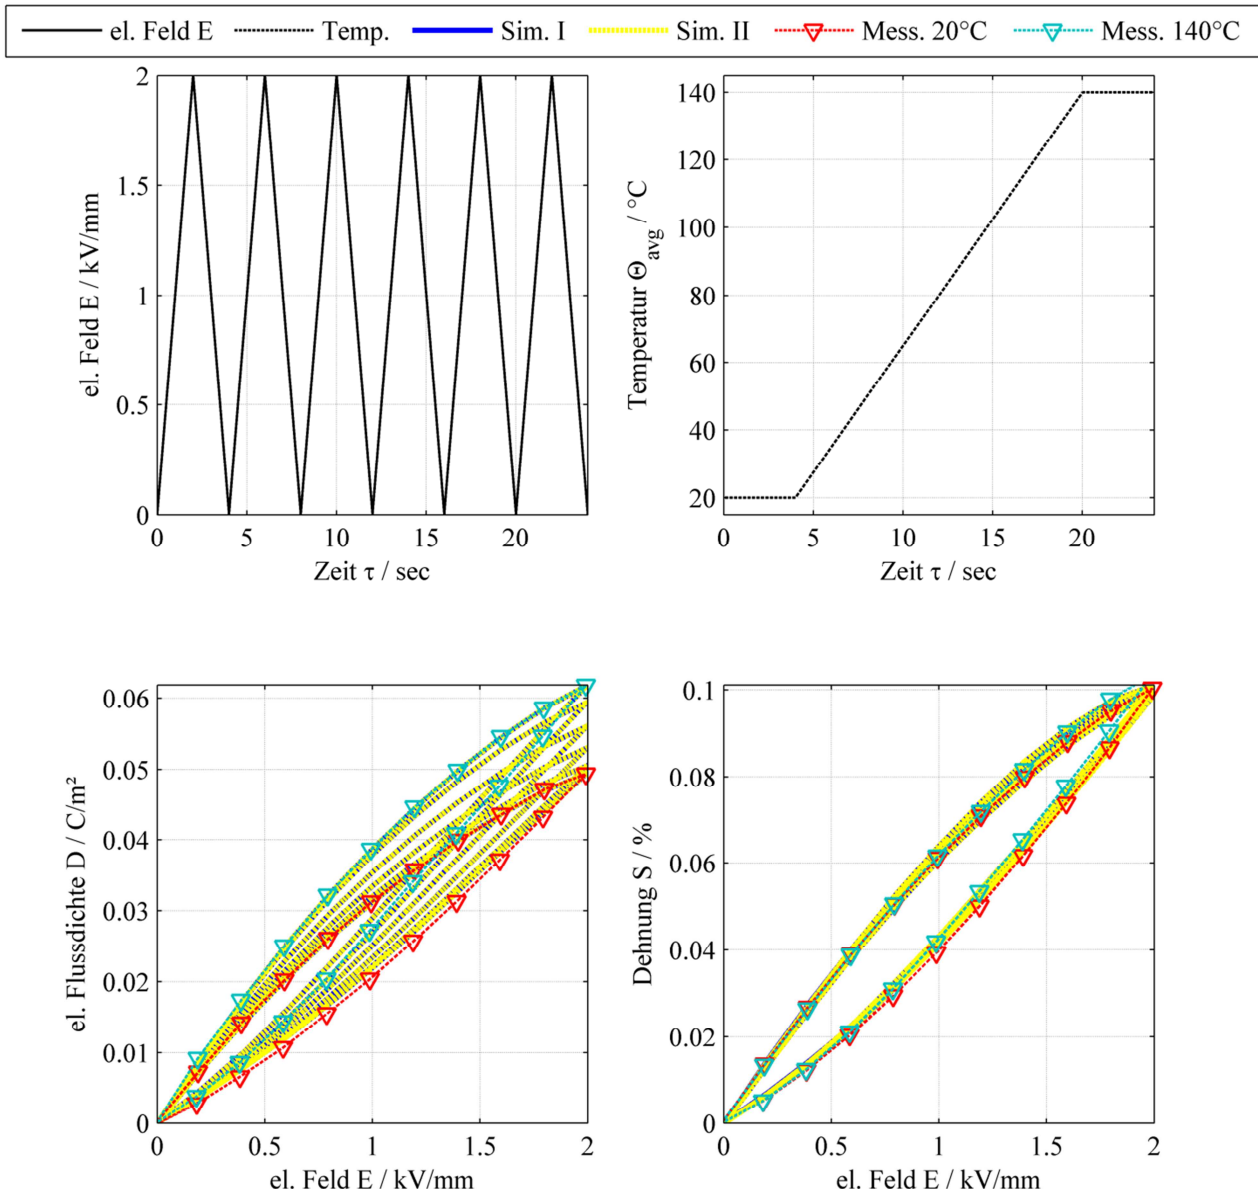 el. Feld E Temp. Sim. I Sim. II Mess. 20°C Mess. 140°C
2
1.5
1
0.5
0
el. Feld E / kV/mm
0 5 10 15 20
Zeit τ / sec
140
120
100
80
60
40
20
Temperatur Θavg / °C
0 5 10 15 20
Zeit τ / sec
0.06
0.05
0.04
0.03
0.02
0.01
0
el. Flussdichte D / C/m²
0 0.5 1 1.5 2
el. Feld E / kV/mm
0.1
0.08
0.06
0.04
0.02
0
Dehnung S / %
0 0.5 1 1.5 2
el. Feld E / kV/mm